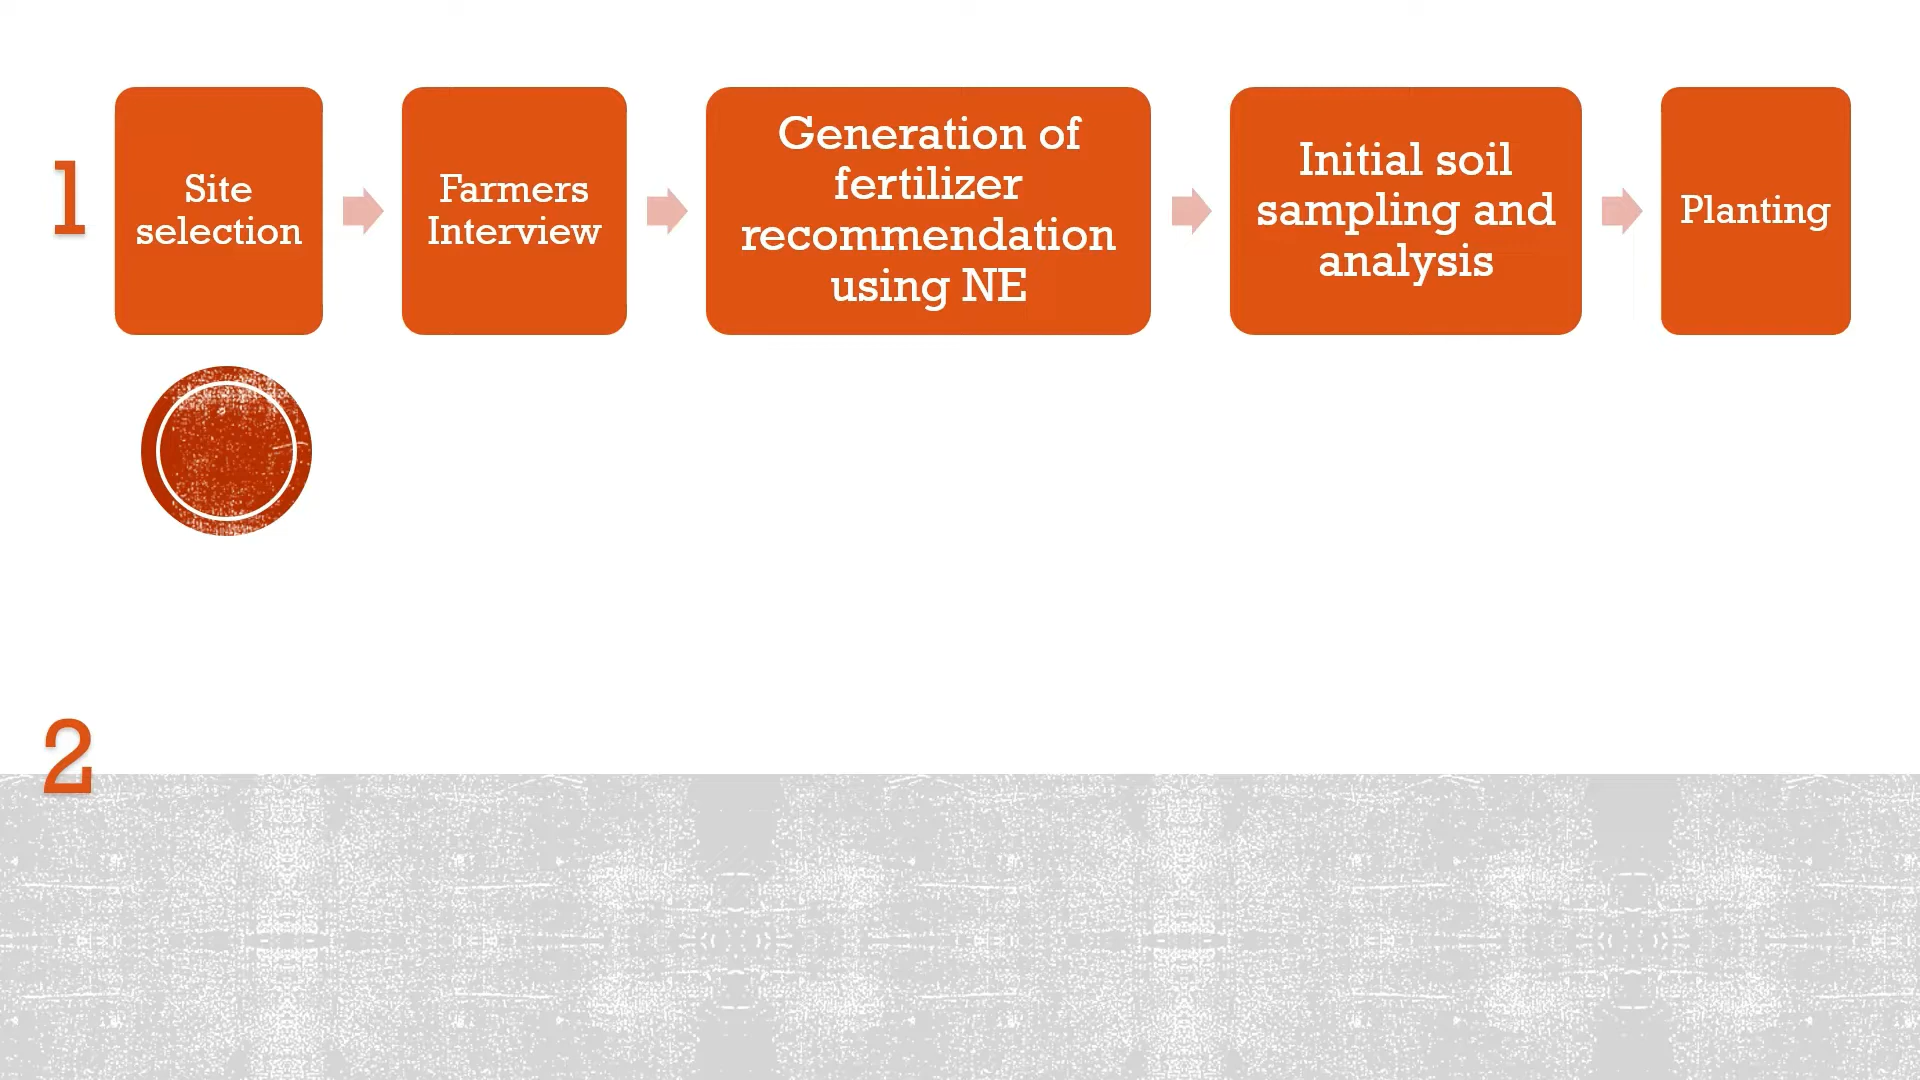 1
Site
selection
Farmers
Interview
Generation of
fertilizer
recommendation
using NE
Initial soil
sampling and
analysis
Planting
2